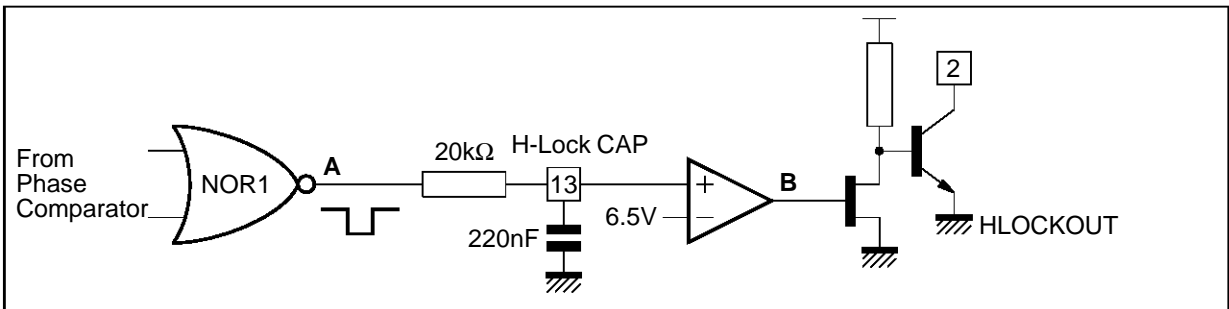 From
Phase
Comparator
NOR1
A
20kΩ
H-Lock CAP
13
220nF
6.5V
+
−
B
2
HLOCKOUT